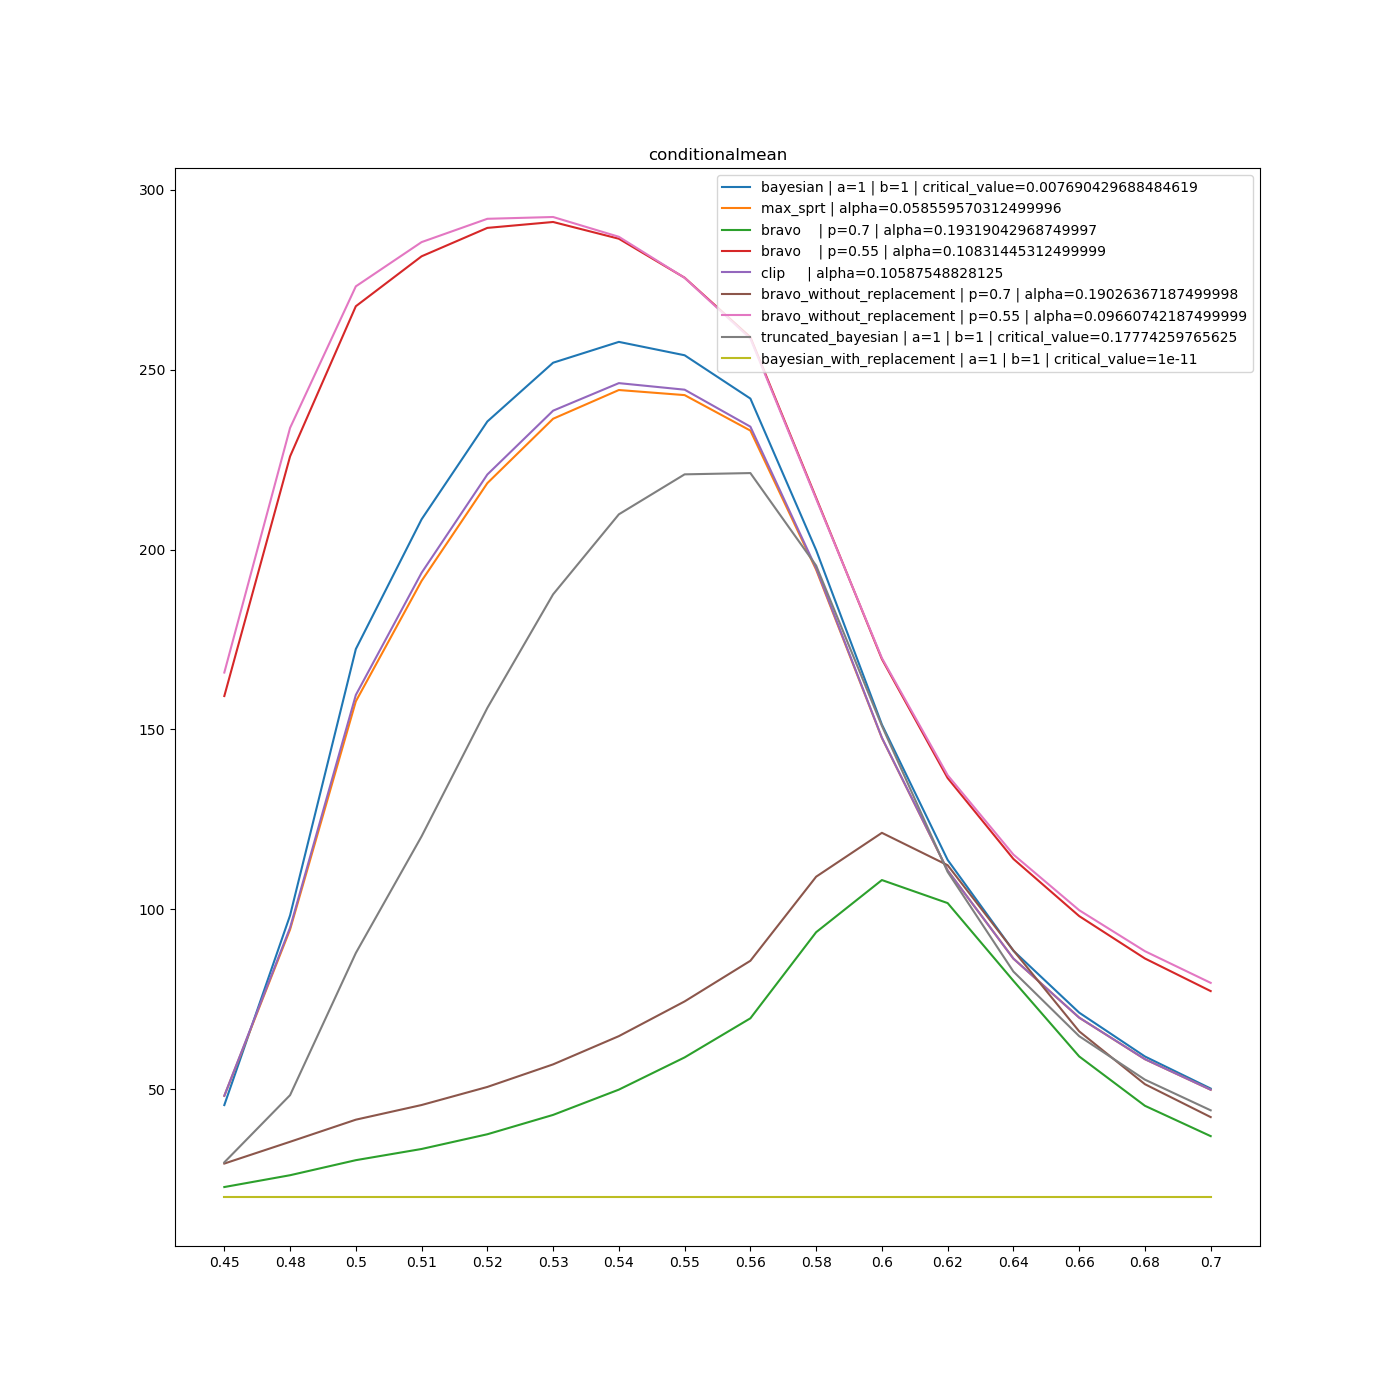 conditionalmean
300
250
200
150
100
50
bayesian | a=1 | b=1 | critical_value=0.007690429688484619
max_sprt | alpha=0.058559570312499996
bravo    | p=0.7 | alpha=0.19319042968749997
bravo    | p=0.55 | alpha=0.10831445312499999
clip     | alpha=0.10587548828125
bravo_without_replacement | p=0.7 | alpha=0.19026367187499998
bravo_without_replacement | p=0.55 | alpha=0.09660742187499999
truncated_bayesian | a=1 | b=1 | critical_value=0.17774259765625
bayesian_with_replacement | a=1 | b=1 | critical_value=1e-11
0.45 0.48 0.5 0.51 0.52 0.53 0.54 0.55 0.56 0.58 0.6 0.62 0.64 0.66 0.68 0.7